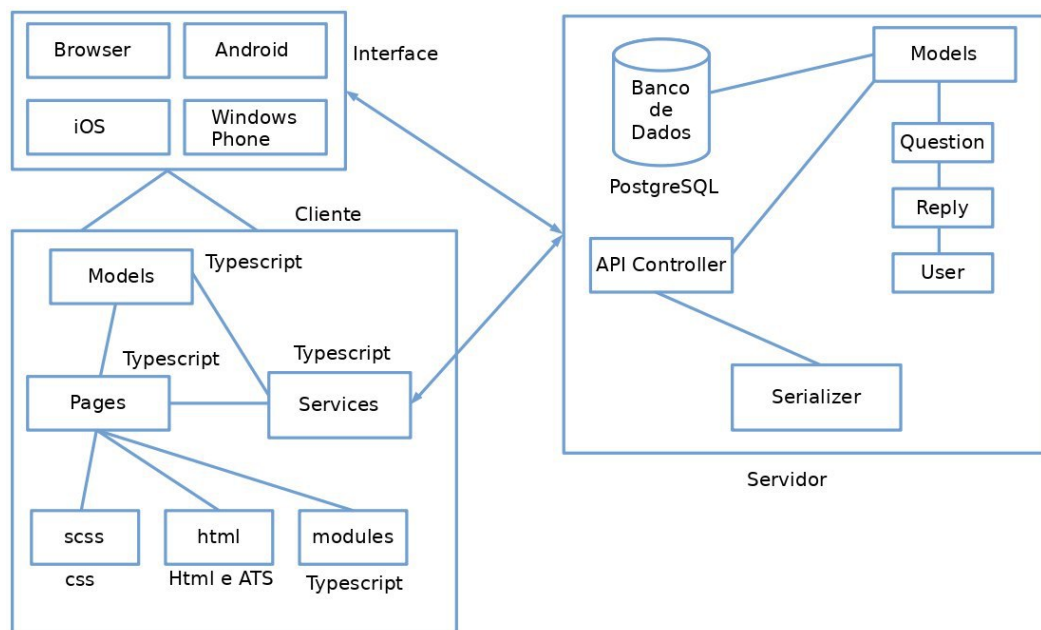 Browser
Android
Interface
iOS
Windows
Phone
Cliente
Models
Typescript
Typescript
Typescript
Pages
Services
scss
html
modules
css
Html e ATS
Typescript
Banco
de
Dados
PostgreSQL
Models
Question
Reply
User
API Controller
Serializer
Servidor